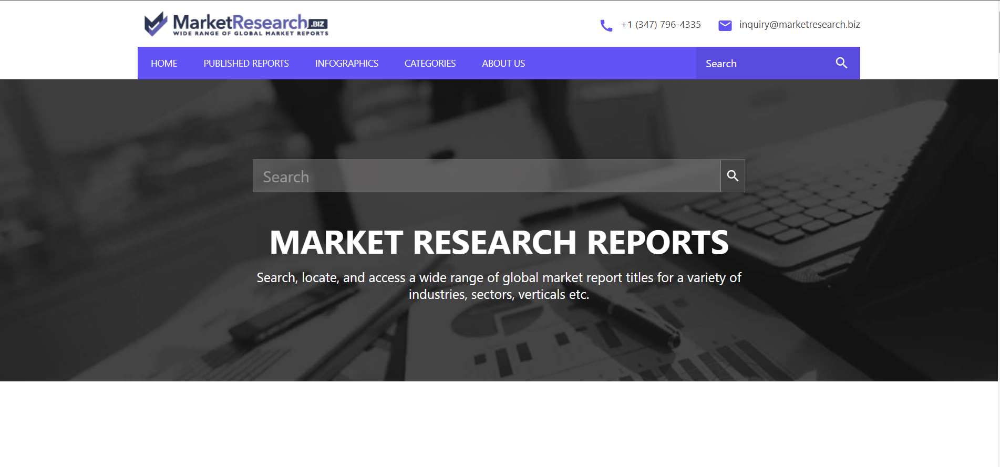 MarketResearch.BIZ
WIDE RANGE OF GLOBAL MARKET REPORTS
+1 (347) 796-4335
inquiry@marketresearch.biz
HOME PUBLISHED REPORTS INFOGRAPHICS CATEGORIES ABOUT US Search
Search
MARKET RESEARCH REPORTS
Search, locate, and access a wide range of global market report titles for a variety of
industries, sectors, verticals etc.